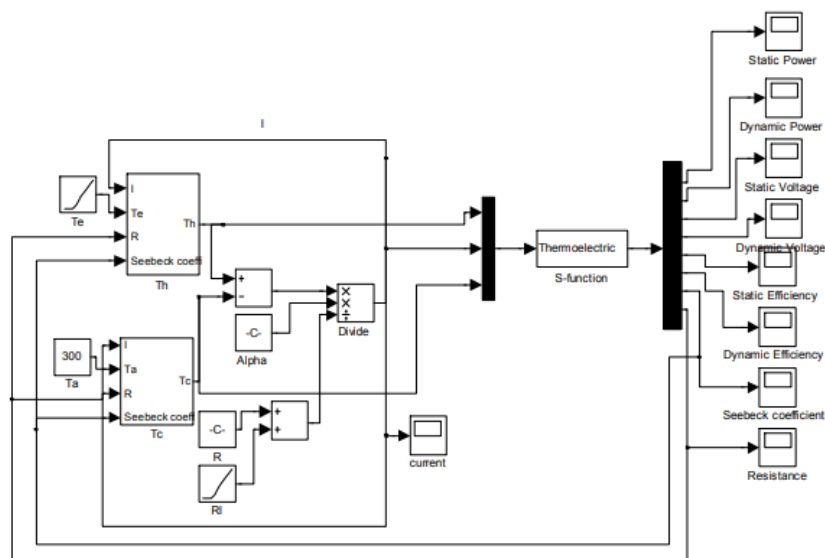 Static Power
Dynamic Power
Static Voltage
Dynamic Voltage
Static Efficiency
Dynamic Efficiency
Seebeck coefficient
Resistance
I
Te
I
Te
R
Seebeck coeff
Th
Th
+
−
-C-
Alpha
×
×
÷
Divide
Thermoelectric
S-function
300
Ta
I
Ta
R
Seebeck coeff
Tc
Tc
-C-
R
+
+
Rl
current